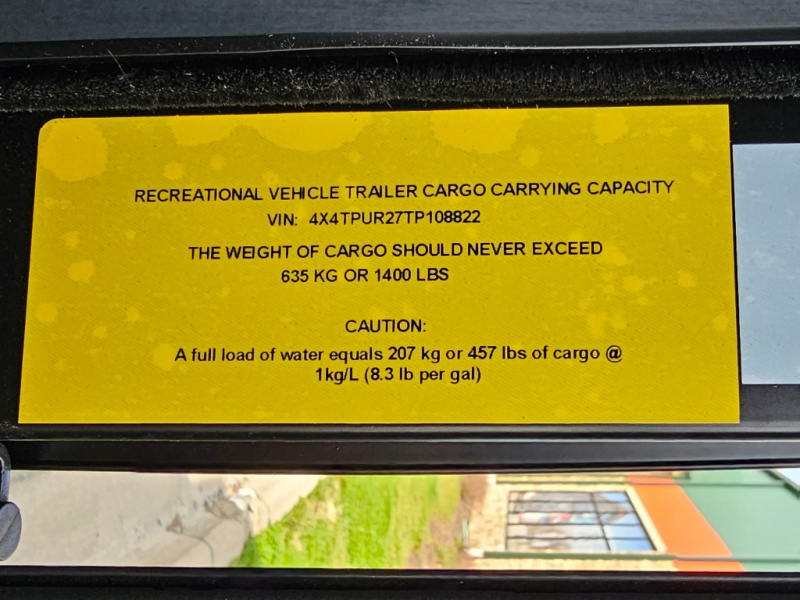 RECREATIONAL VEHICLE TRAILER CARGO CARRYING CAPACITY
VIN: 4X4TPUR27TP108822
THE WEIGHT OF CARGO SHOULD NEVER EXCEED
635 KG OR 1400 LBS
CAUTION:
A full load of water equals 207 kg or 457 lbs of cargo @
1kg/L (8.3 lb per gal)